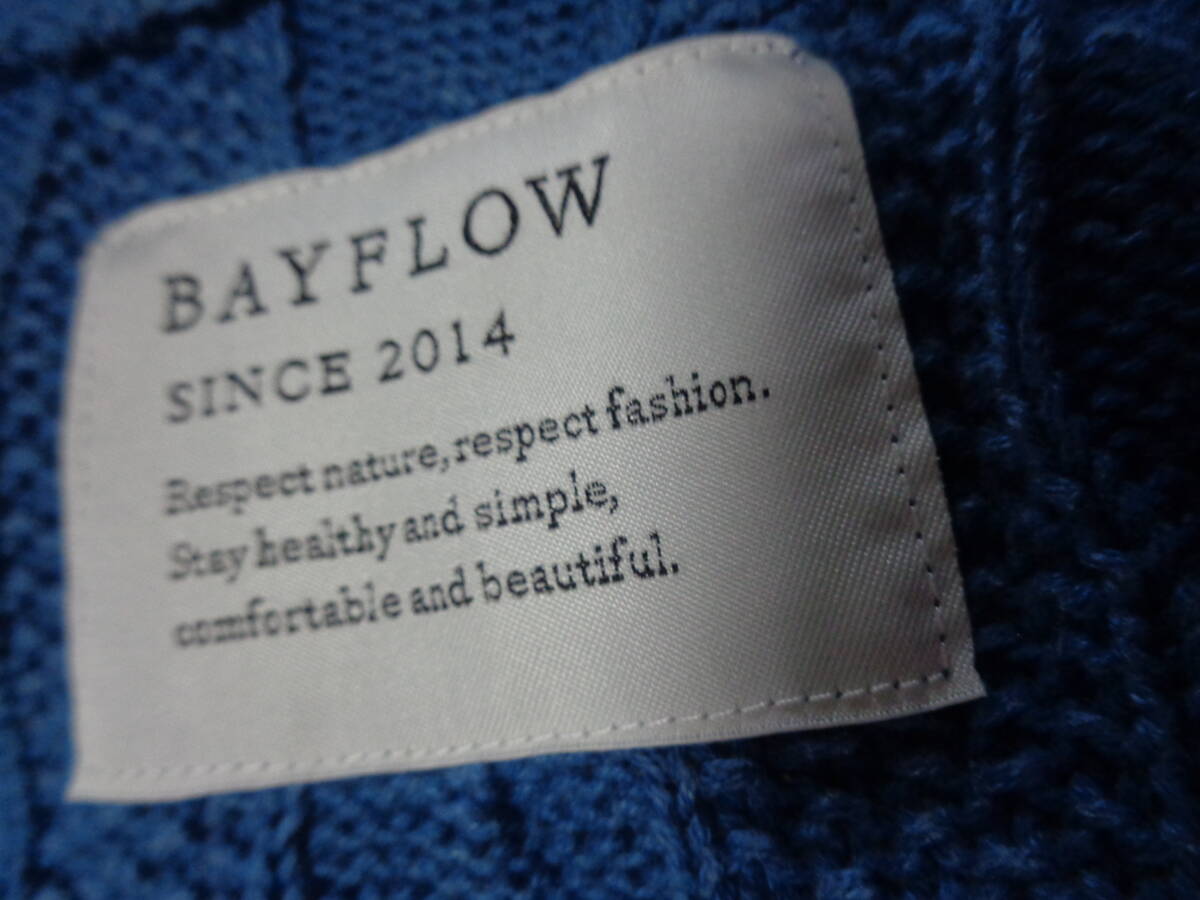 BAYFLOW
SINCE 2014
Respect nature, respect fashion.
Stay healthy and simple,
comfortable and beautiful.